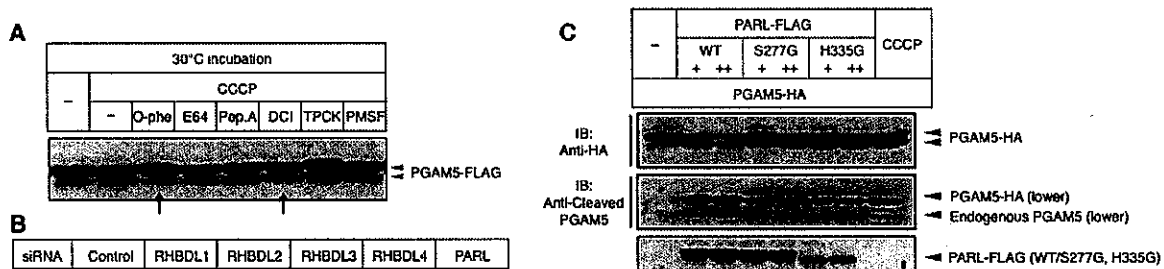 A
30°C incubation
CCCP
–
– O-phe E64 Pep.A DCI TPCK PMSF
PGAM5-FLAG
B
siRNA Control RHBDL1 RHBDL2 RHBDL3 RHBDL4 PARL
C
–
PARL-FLAG
CCCP
WT S277G H335G
+ ++ + ++ + ++
PGAM5-HA
IB:
Anti-HA
PGAM5-HA
IB:
Anti-Cleaved
PGAM5
PGAM5-HA (lower)
Endogenous PGAM5 (lower)
PARL-FLAG (WT/S277G, H335G)